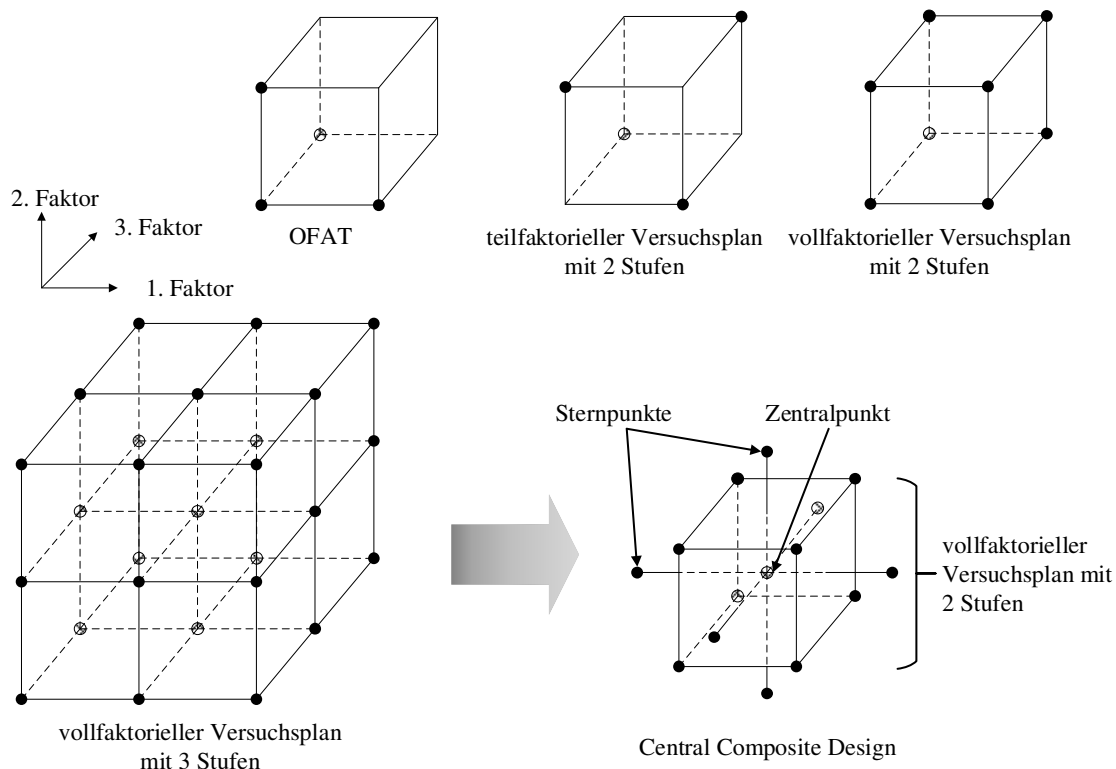 2. Faktor
3. Faktor
1. Faktor
OFAT
teilfaktorieller Versuchsplan
mit 2 Stufen
vollfaktorieller Versuchsplan
mit 2 Stufen
Sternpunkte
Zentralpunkt
vollfaktorieller
Versuchsplan mit
2 Stufen
vollfaktorieller Versuchsplan
mit 3 Stufen
Central Composite Design